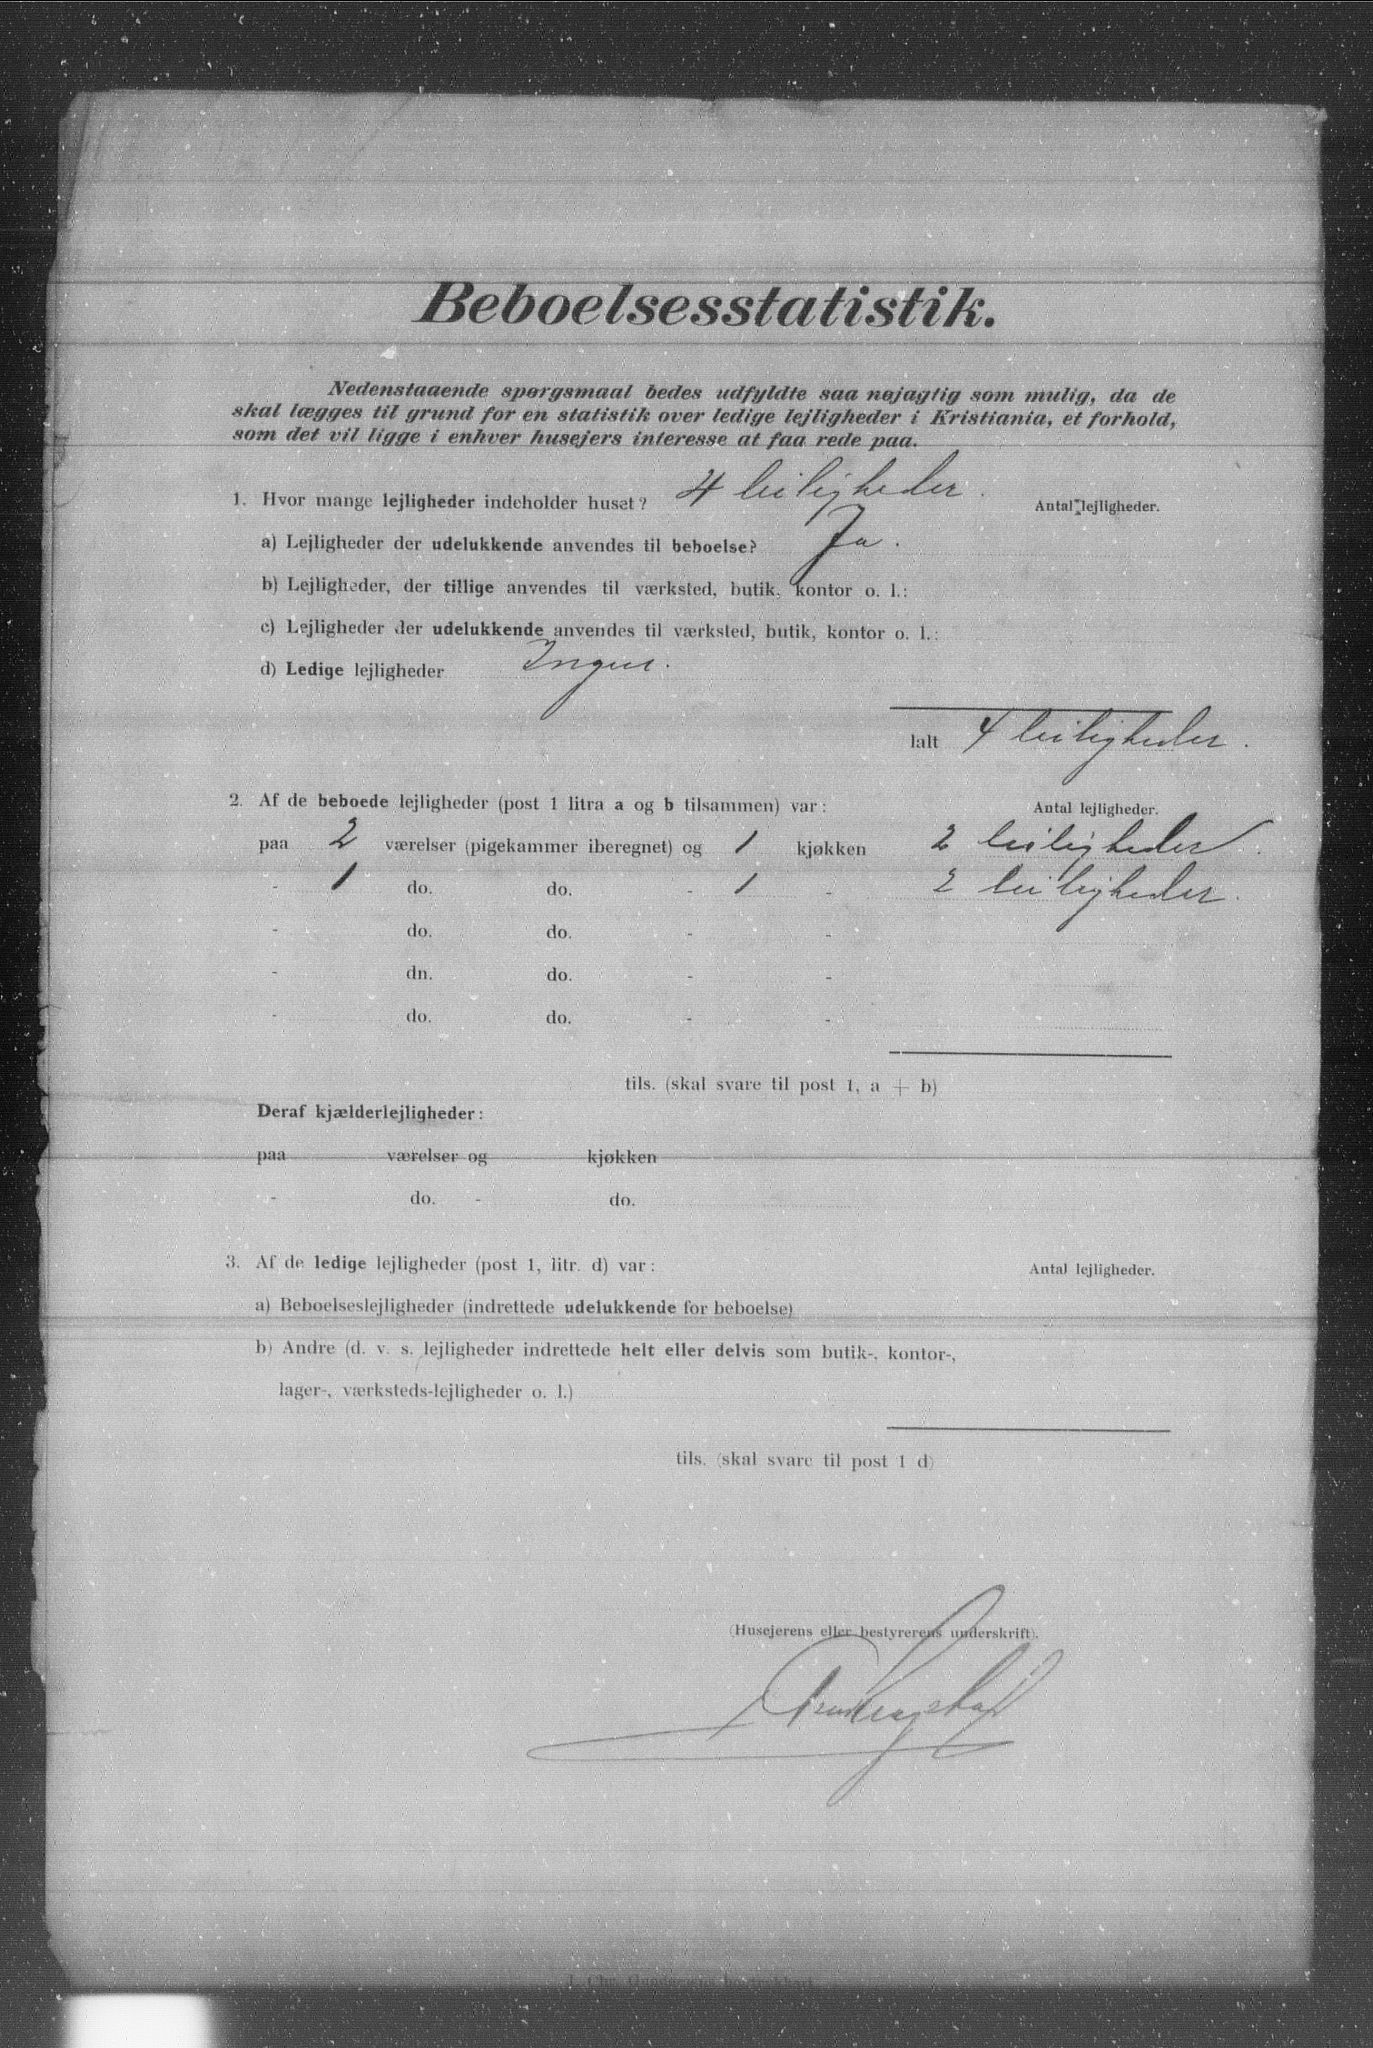 Beboelsesstatistik.
Nedenstaaende spørgsmaal bedes udfyldte saa nøjagtig som mulig, da de
skal lægges til grund for en statistik over ledige lejligheder i Kristiania, et forhold,
som det vil ligge i enhver husejers interesse at faa rede paa.
1. Hvor mange lejligheder indeholder huset? 4 leiligheder. Antal lejligheder.
a) Lejligheder der udelukkende anvendes til beboelse? Ja.
b) Lejligheder, der tillige anvendes til værksted, butik, kontor o. l.:
c) Lejligheder der udelukkende anvendes til værksted, butik, kontor o. l.:
d) Ledige lejligheder Ingen.
Ialt 4 leiligheder.
2. Af de beboede lejligheder (post 1 litra a og b tilsammen) var: Antal lejligheder.
paa 2 værelser (pigekammer iberegnet) og 1 kjøkken 2 leiligheder.
- 1 do. do. - 1 - 2 leiligheder.
- do. do. - -
- dn. do. - -
- do. do. - -
tils. (skal svare til post 1, a + b)
Deraf kjælderlejligheder:
paa værelser og kjøkken
- do. - do.
3. Af de ledige lejligheder (post 1, litr. d) var: Antal lejligheder.
a) Beboelseslejligheder (indrettede udelukkende for beboelse)
b) Andre (d. v. s. lejligheder indrettede helt eller delvis som butik-, kontor-,
lager-, værksteds-lejligheder o. l.)
tils. (skal svare til post 1 d)
(Husejerens eller bestyrerens underskrift).